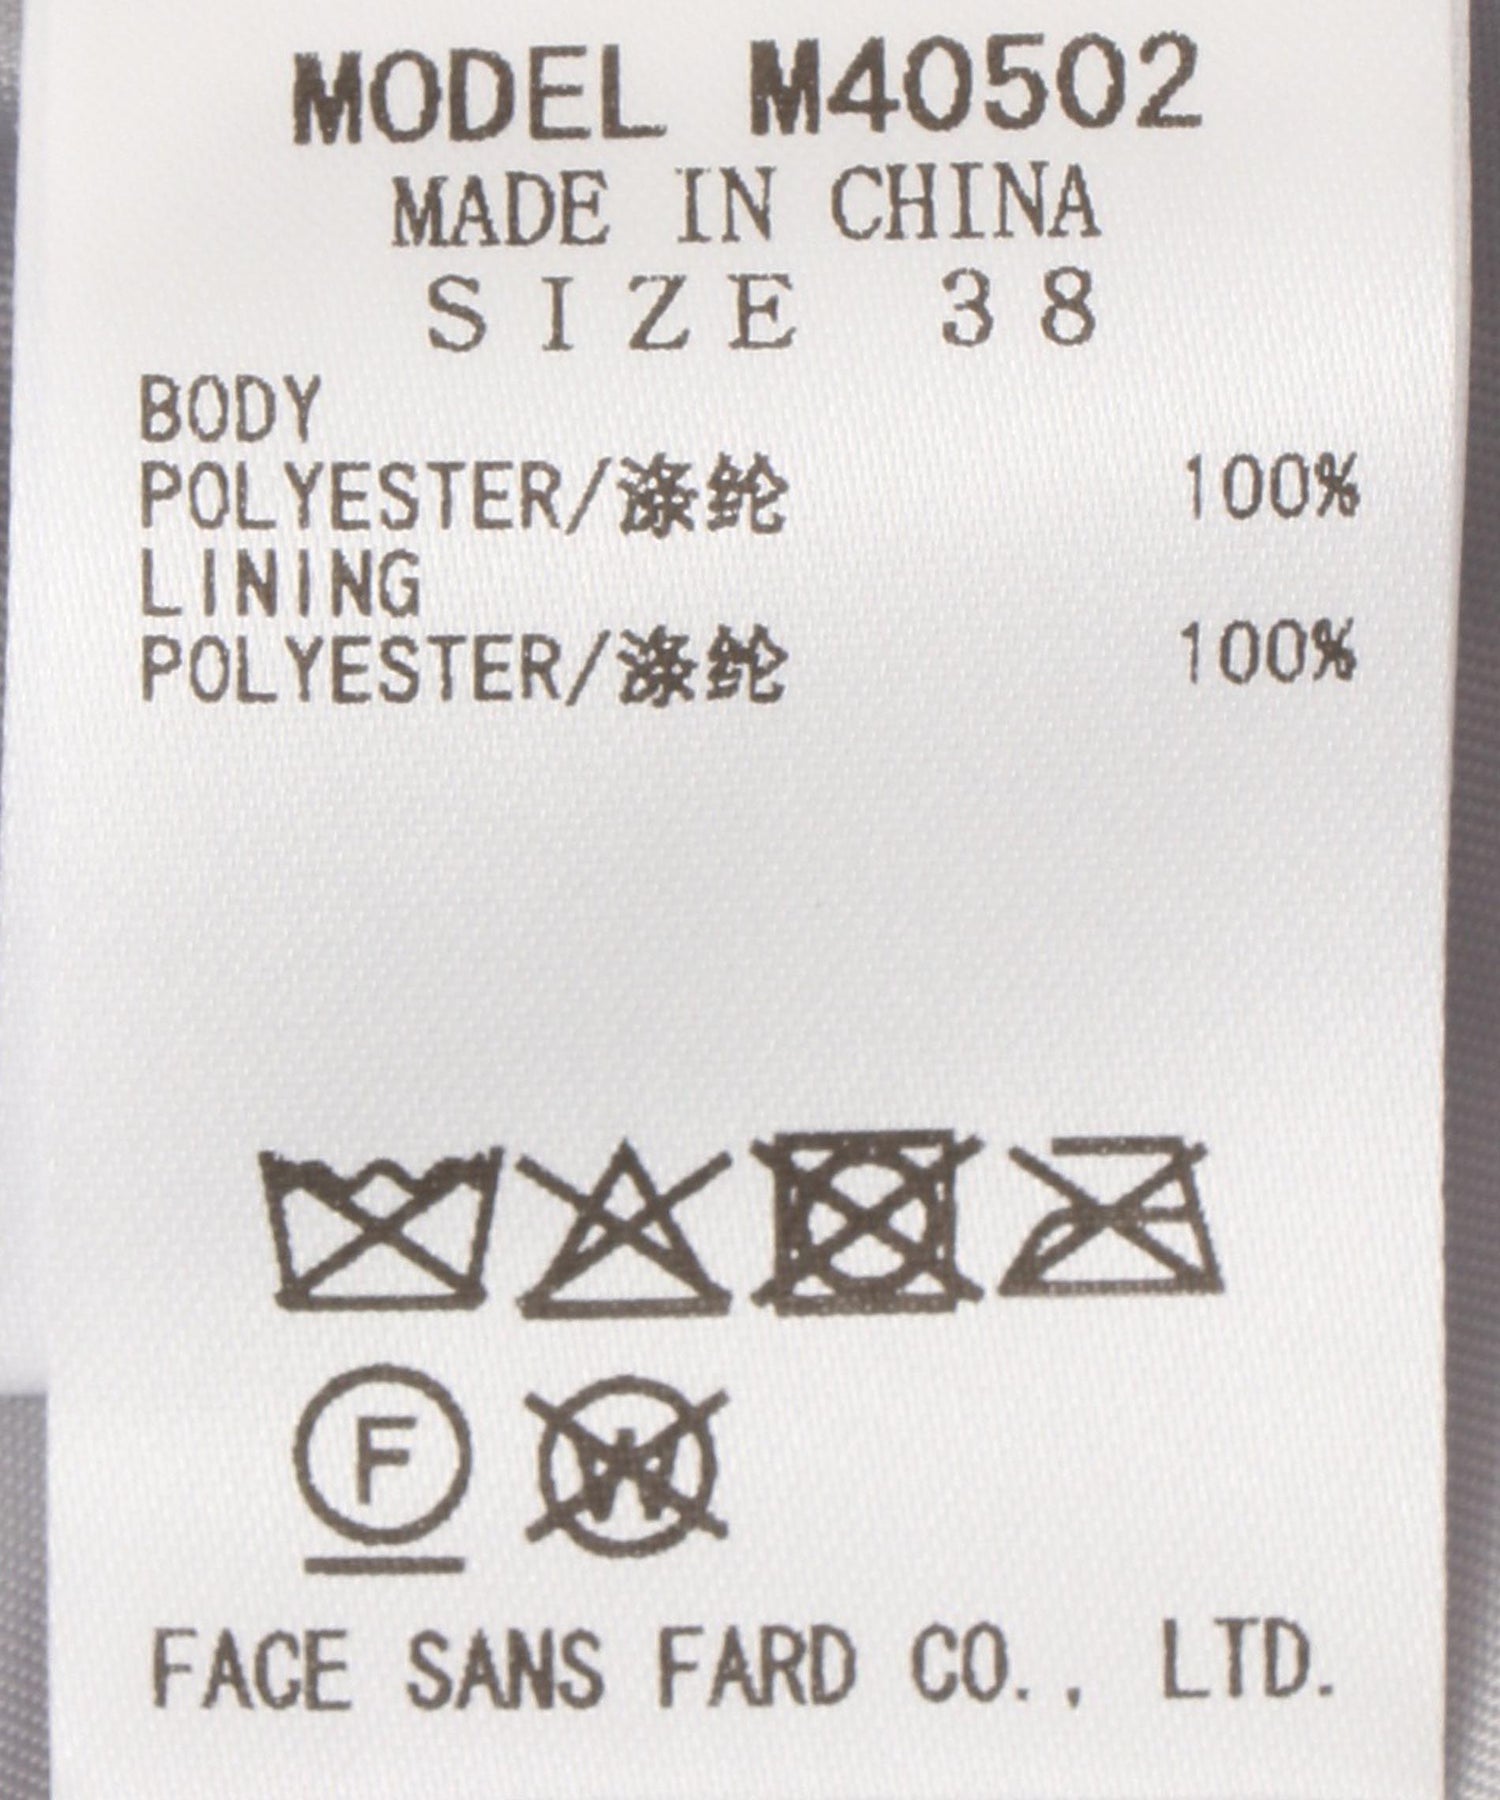 MODEL M40502
MADE IN CHINA
SIZE 38
BODY
POLYESTER/涤纶 100%
LINING
POLYESTER/涤纶 100%
F
W
FACE SANS FARD CO., LTD.